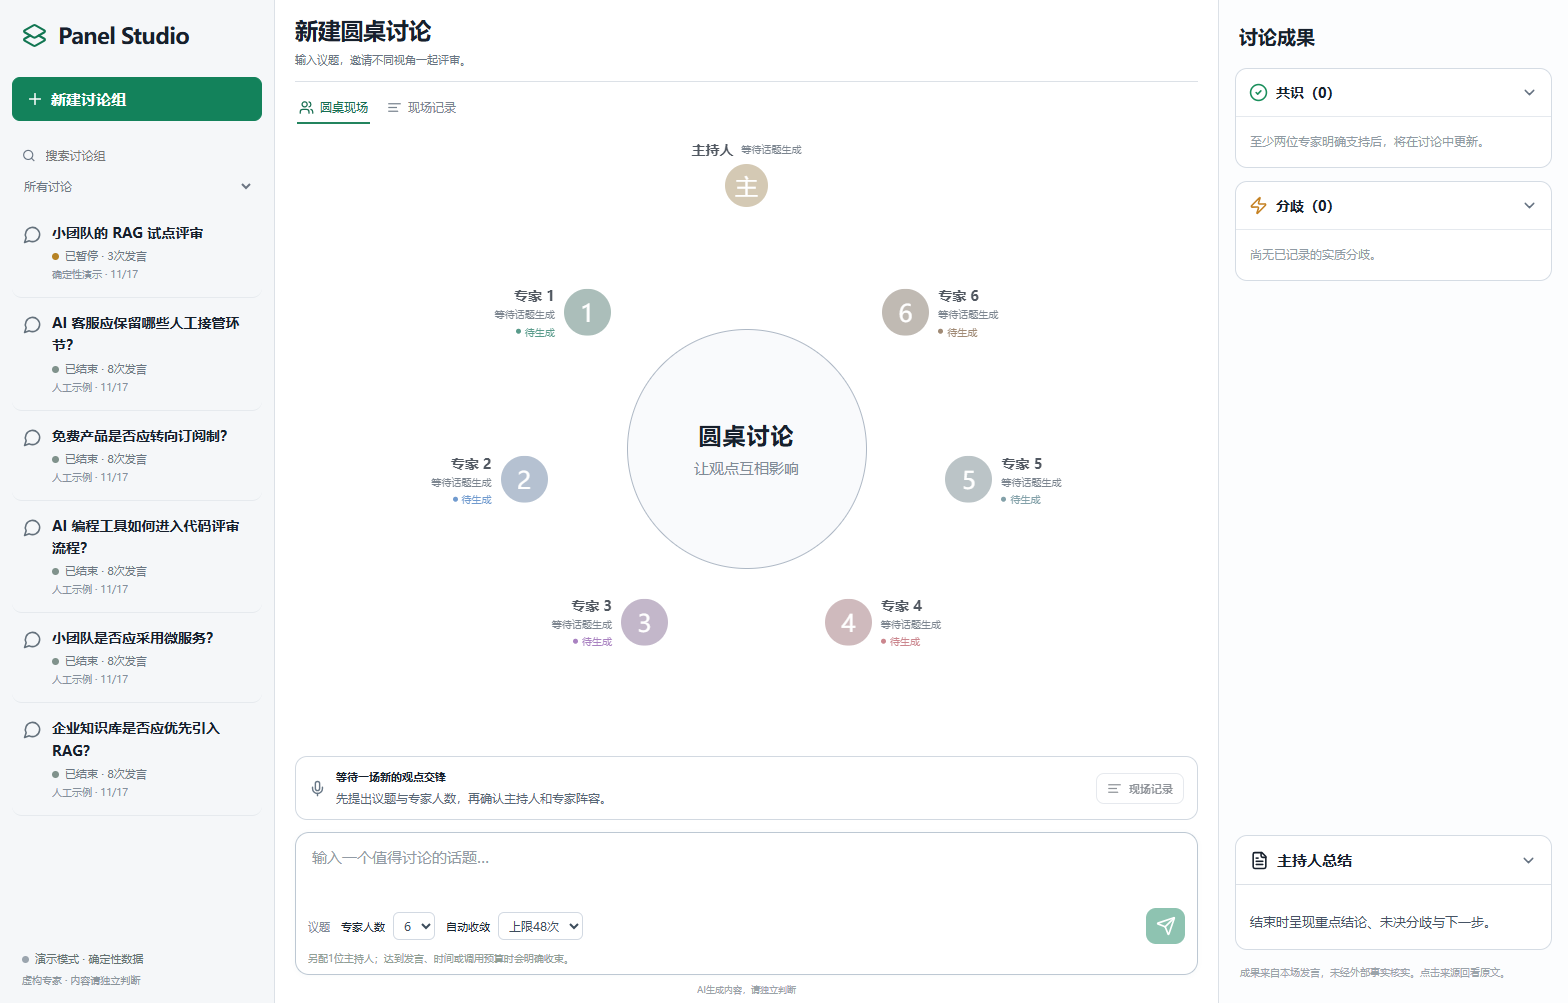 Panel Studio
新建讨论组
搜索讨论组
所有讨论
小团队的 RAG 试点评审
已暂停 · 3次发言
确定性演示 · 11/17
AI 客服应保留哪些人工接管环
节？
已结束 · 8次发言
人工示例 · 11/17
免费产品是否应转向订阅制？
已结束 · 8次发言
人工示例 · 11/17
AI 编程工具如何进入代码评审
流程？
已结束 · 8次发言
人工示例 · 11/17
小团队是否应采用微服务？
已结束 · 8次发言
人工示例 · 11/17
企业知识库是否应优先引入
RAG？
已结束 · 8次发言
人工示例 · 11/17
演示模式 · 确定性数据
虚构专家 · 内容请独立判断
新建圆桌讨论
输入议题，邀请不同视角一起评审。
圆桌现场
现场记录
主持人 等待话题生成
主
专家 1
等待话题生成
待生成
1
专家 6
等待话题生成
待生成
6
圆桌讨论
让观点互相影响
专家 2
等待话题生成
待生成
2
专家 5
等待话题生成
待生成
5
专家 3
等待话题生成
待生成
3
专家 4
等待话题生成
待生成
4
等待一场新的观点交锋
先提出议题与专家人数，再确认主持人和专家阵容。
现场记录
输入一个值得讨论的话题...
议题 专家人数 6 自动收敛 上限48次
另配1位主持人；达到发言、时间或调用预算时会明确收束。
AI生成内容，请独立判断
讨论成果
共识（0）
至少两位专家明确支持后，将在讨论中更新。
分歧（0）
尚无已记录的实质分歧。
主持人总结
结束时呈现重点结论、未决分歧与下一步。
成果来自本场发言，未经外部事实核实。点击来源回看原文。